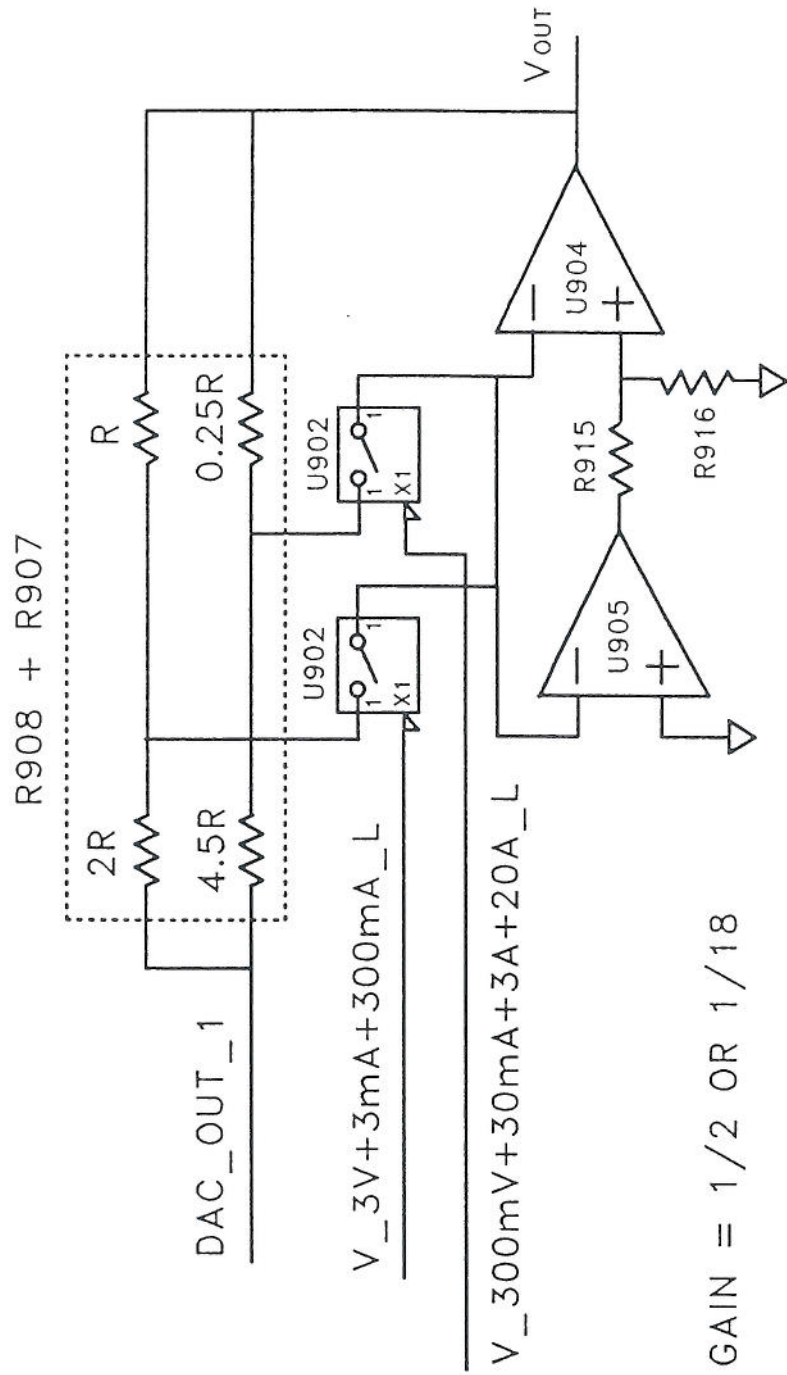 R908 + R907
2R
R
4.5R
0.25R
DAC_OUT_1
VOUT
U902
1
1
X1
U902
1
1
X1
V_3V+3mA+300mA_L
V_300mV+30mA+3A+20A_L
−
+
U905
R915
R916
−
+
U904
GAIN = 1/2 OR 1/18